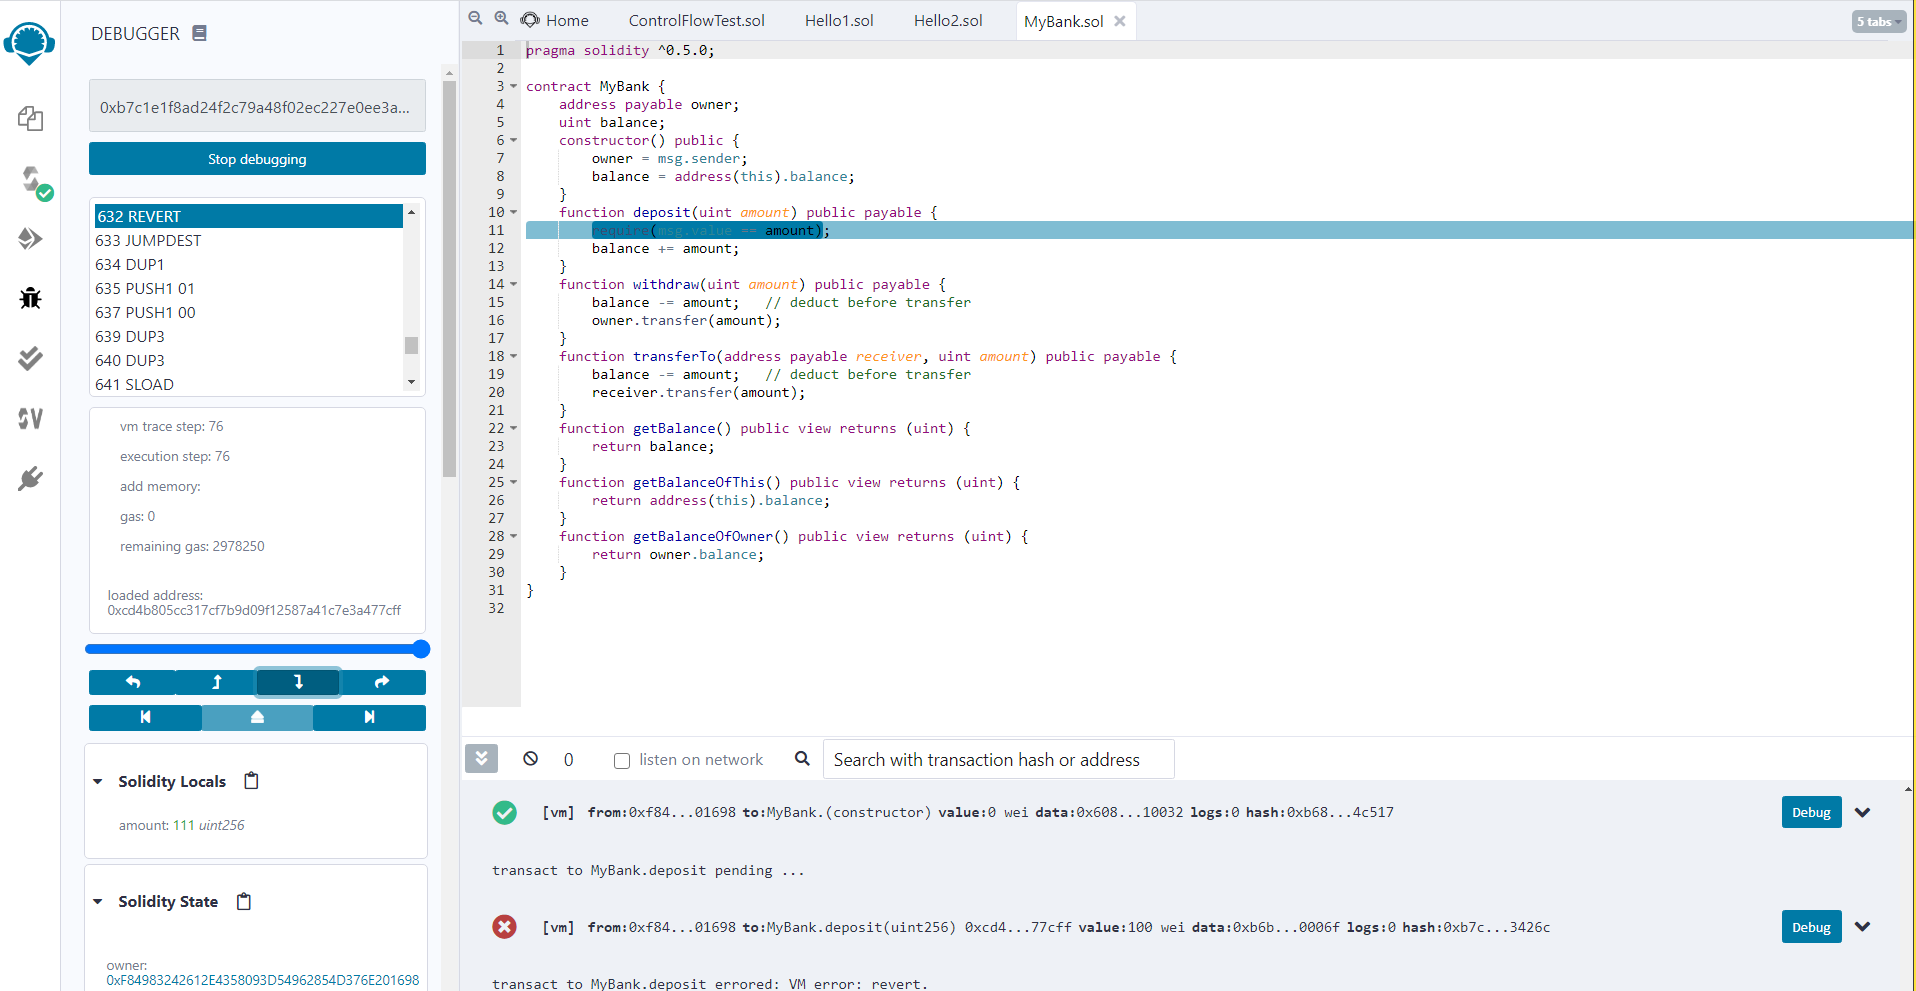 DEBUGGER
0xb7c1e1f8ad24f2c79a48f02ec227e0ee3a...
Stop debugging
632 REVERT
633 JUMPDEST
634 DUP1
635 PUSH1 01
637 PUSH1 00
639 DUP3
640 DUP3
641 SLOAD
vm trace step: 76
execution step: 76
add memory:
gas: 0
remaining gas: 2978250
loaded address:
0xcd4b805cc317cf7b9d09f12587a41c7e3a477cff
Solidity Locals
amount: 111 uint256
Solidity State
owner:
0xF84983242612E4358093D54962854D376E201698
Home ControlFlowTest.sol Hello1.sol Hello2.sol MyBank.sol
5 tabs
1 pragma solidity ^0.5.0;
2
3 contract MyBank {
4 address payable owner;
5 uint balance;
6 constructor() public {
7 owner = msg.sender;
8 balance = address(this).balance;
9 }
10 function deposit(uint amount) public payable {
11 require(msg.value == amount);
12 balance += amount;
13 }
14 function withdraw(uint amount) public payable {
15 balance -= amount; // deduct before transfer
16 owner.transfer(amount);
17 }
18 function transferTo(address payable receiver, uint amount) public payable {
19 balance -= amount; // deduct before transfer
20 receiver.transfer(amount);
21 }
22 function getBalance() public view returns (uint) {
23 return balance;
24 }
25 function getBalanceOfThis() public view returns (uint) {
26 return address(this).balance;
27 }
28 function getBalanceOfOwner() public view returns (uint) {
29 return owner.balance;
30 }
31 }
32
0 listen on network Search with transaction hash or address
[vm] from:0xf84...01698 to:MyBank.(constructor) value:0 wei data:0x608...10032 logs:0 hash:0xb68...4c517 Debug
transact to MyBank.deposit pending ...
[vm] from:0xf84...01698 to:MyBank.deposit(uint256) 0xcd4...77cff value:100 wei data:0xb6b...0006f logs:0 hash:0xb7c...3426c Debug
transact to MyBank.deposit errored: VM error: revert.